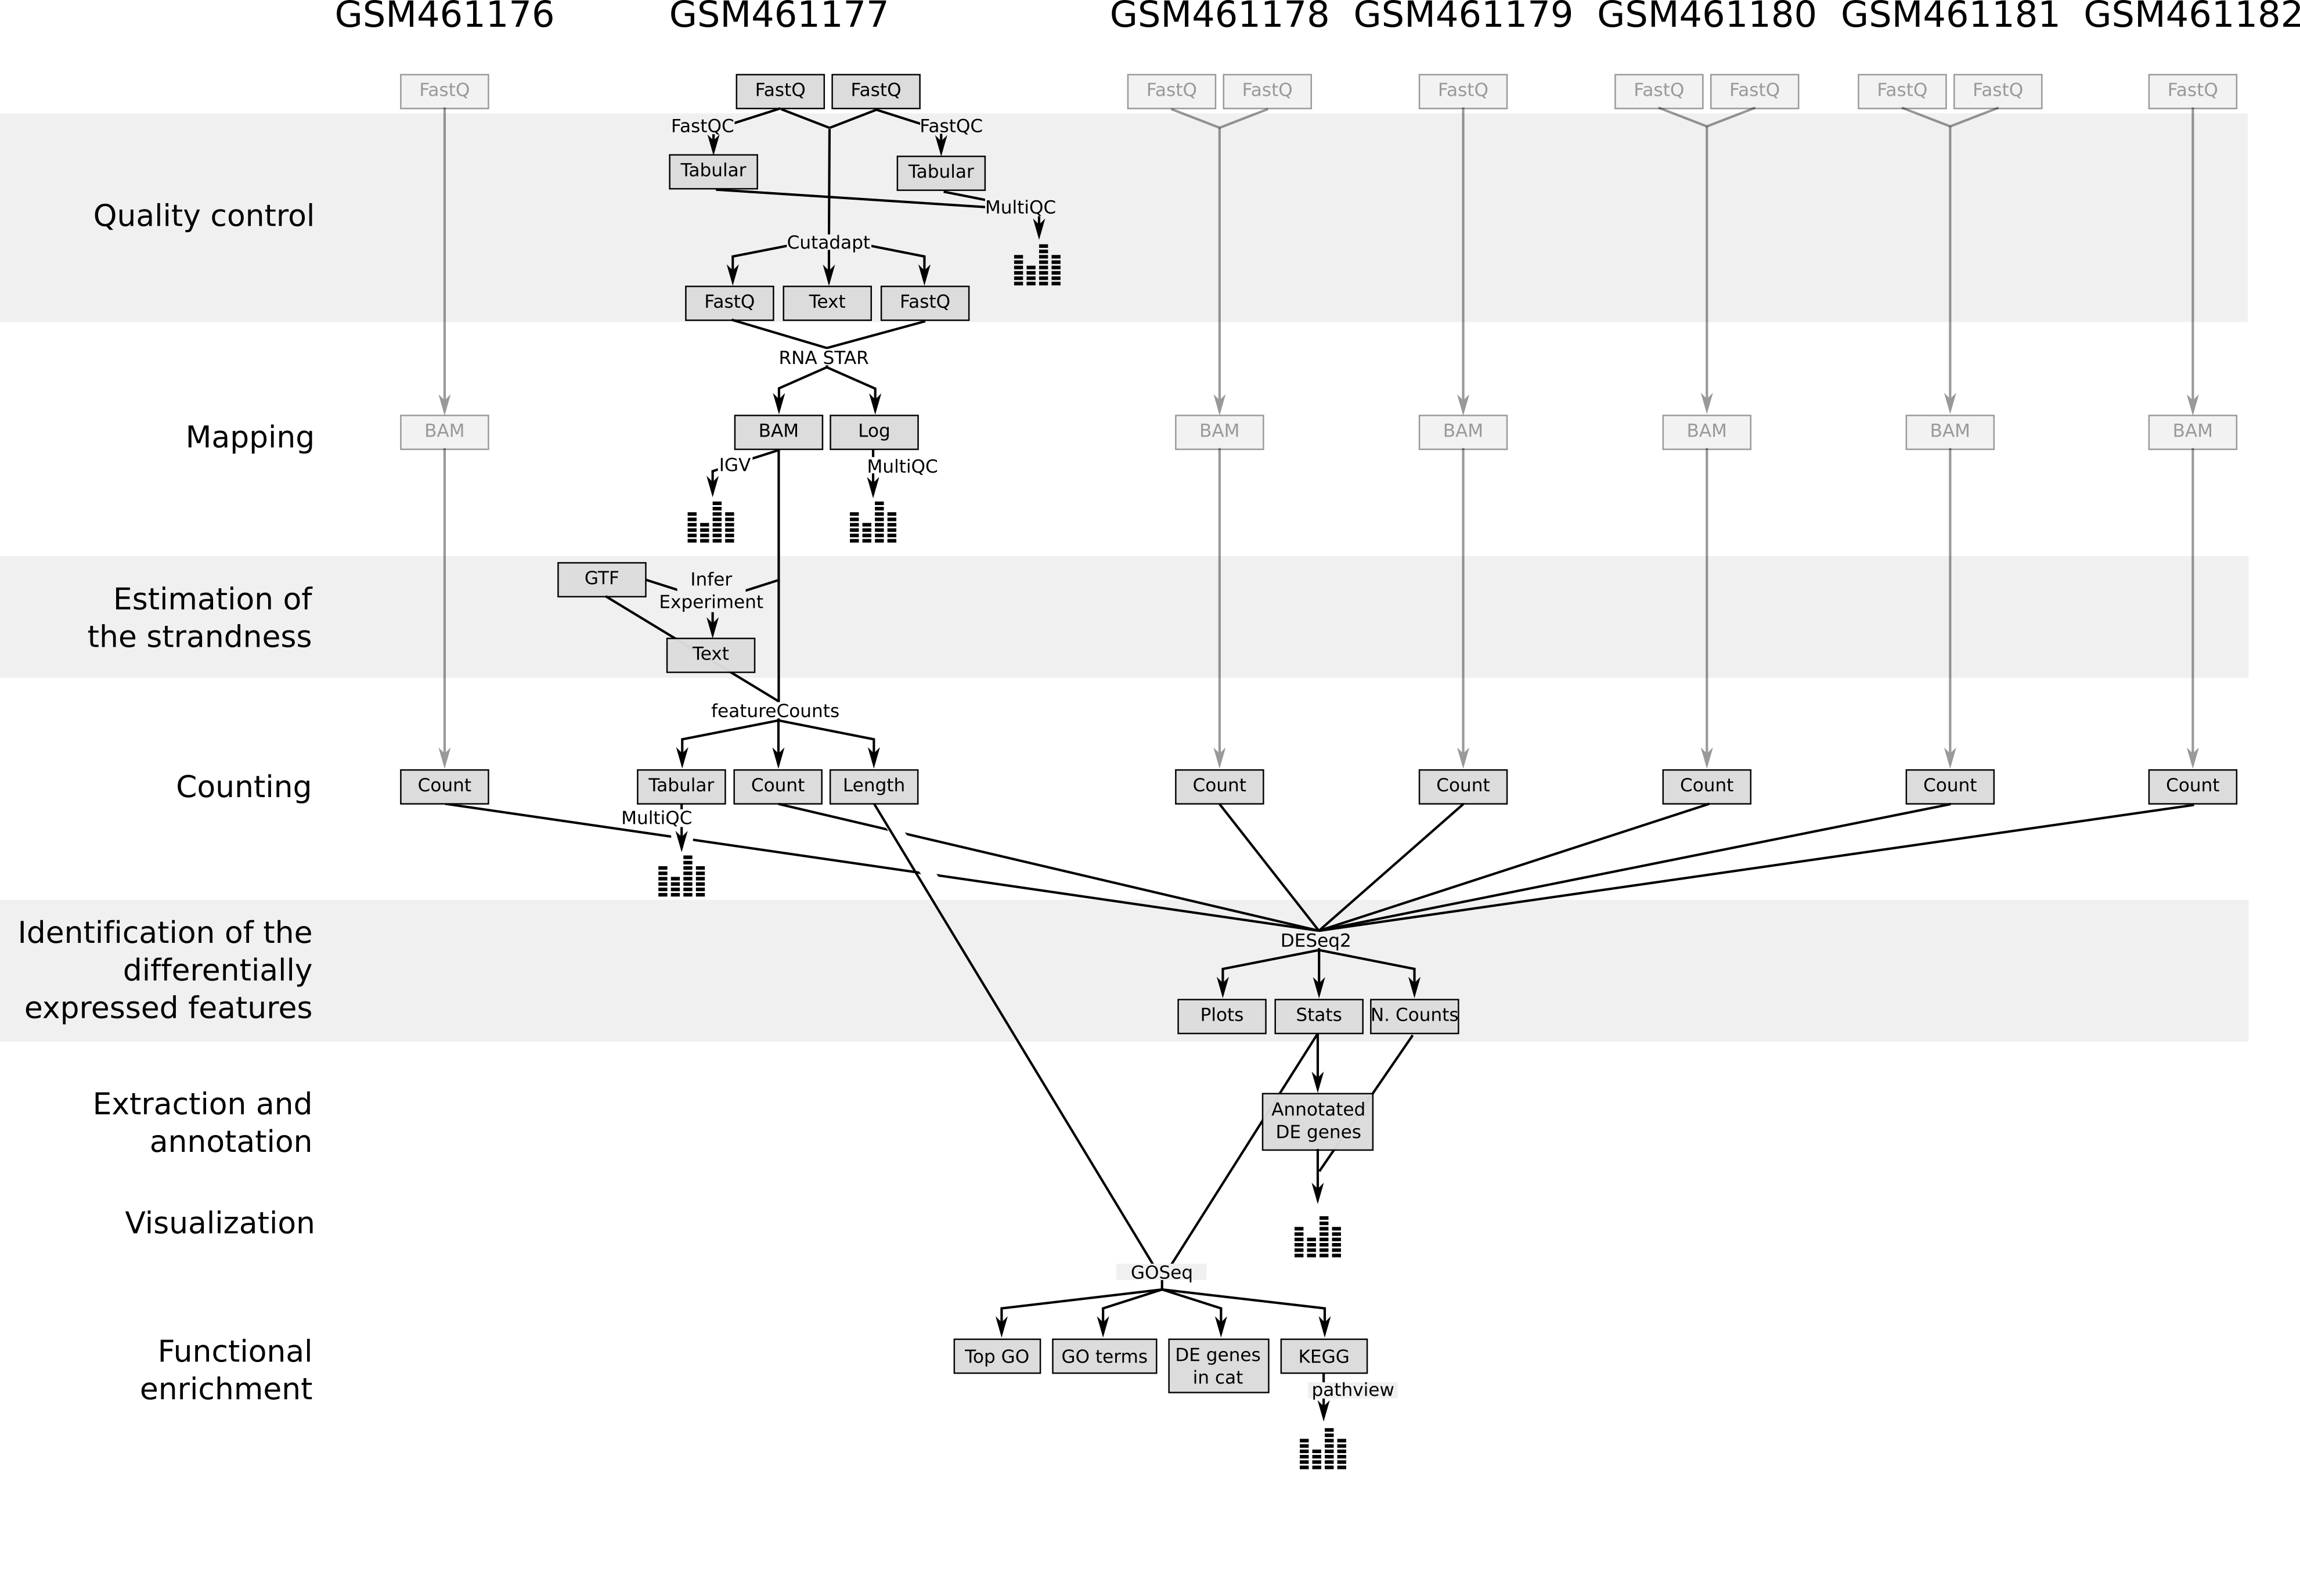 GSM461176 GSM461177 GSM461178 GSM461179 GSM461180 GSM461181 GSM461182
FastQ FastQ FastQ FastQ FastQ FastQ FastQ FastQ FastQ FastQ FastQ
FastQC FastQC
Tabular Tabular
Quality control
MultiQC
Cutadapt
FastQ Text FastQ
RNA STAR
Mapping
BAM BAM Log BAM BAM BAM BAM BAM
IGV MultiQC
Estimation of
the strandness
GTF
Infer
Experiment
Text
featureCounts
Counting
Count Tabular Count Length Count Count Count Count Count
MultiQC
Identification of the
differentially
expressed features
DESeq2
Plots Stats N. Counts
Extraction and
annotation
Annotated
DE genes
Visualization
GOSeq
Functional
enrichment
Top GO GO terms DE genes
in cat
KEGG
pathview